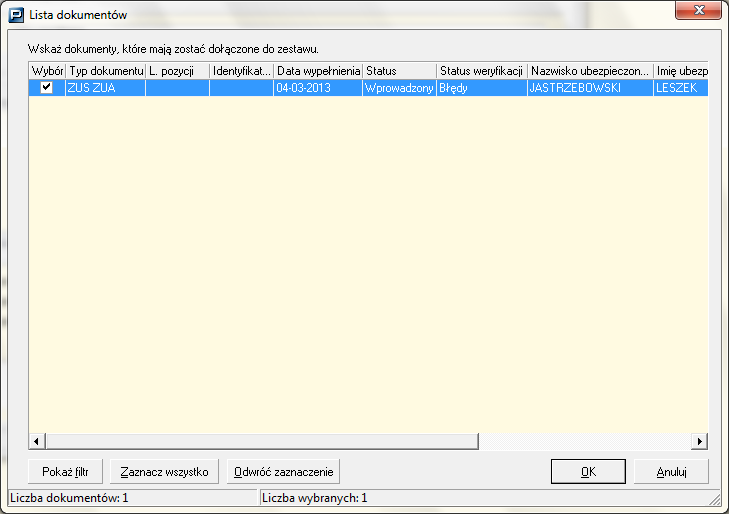 Lista dokumentów
Wskaż dokumenty, które mają zostać dołączone do zestawu.
Wybór Typ dokumentu L. pozycji Identyfikat... Data wypełnienia Status Status weryfikacji Nazwisko ubezpieczon... Imię ubezp
ZUS ZUA 04-03-2013 Wprowadzony Błędy JASTRZEBOWSKI LESZEK
Pokaż filtr Zaznacz wszystko Odwróć zaznaczenie OK Anuluj
Liczba dokumentów: 1 Liczba wybranych: 1